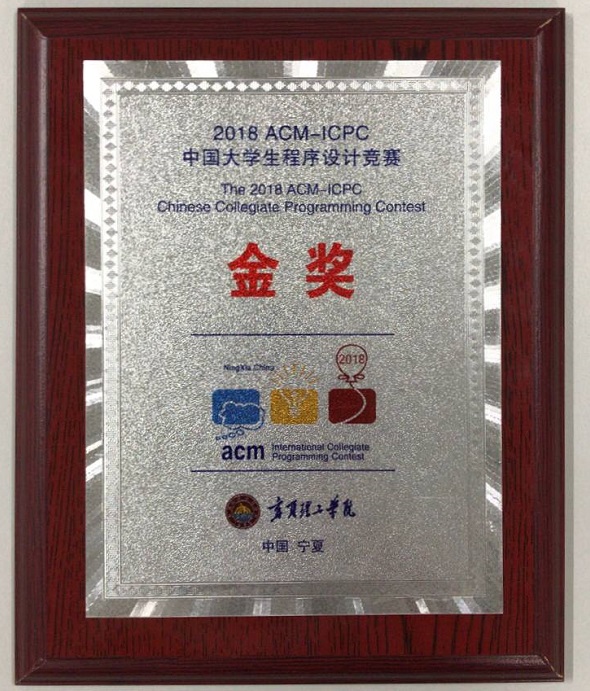 2018 ACM-ICPC
中国大学生程序设计竞赛
The 2018 ACM-ICPC
Chinese Collegiate Programming Contest
金奖
2018
NingXia China
acm
International Collegiate
Programming Contest
宁夏理工学院
中国 宁夏